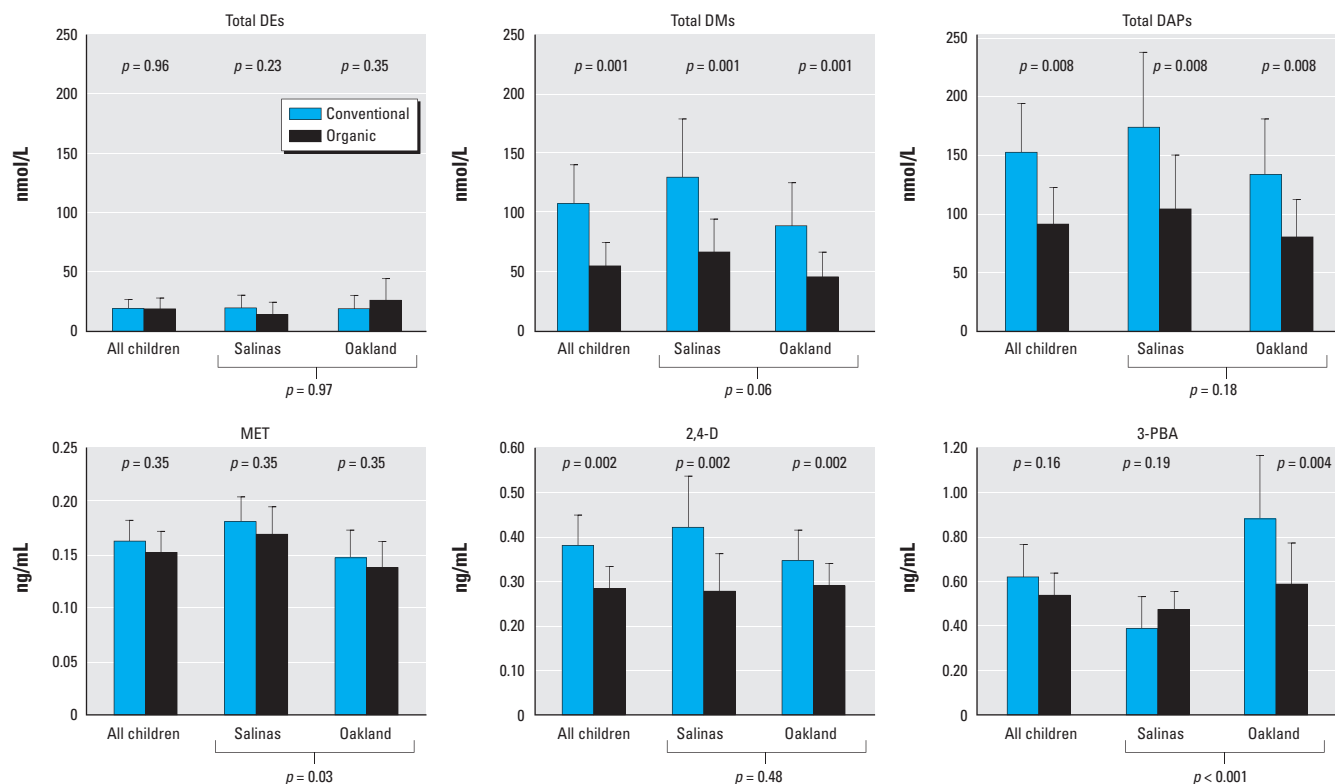 Total DEs
250
200
150
100
50
0
nmol/L
p = 0.96 p = 0.23 p = 0.35
Conventional
Organic
All children Salinas Oakland
p = 0.97
Total DMs
250
200
150
100
50
0
nmol/L
p = 0.001 p = 0.001 p = 0.001
All children Salinas Oakland
p = 0.06
Total DAPs
250
200
150
100
50
0
nmol/L
p = 0.008 p = 0.008 p = 0.008
All children Salinas Oakland
p = 0.18
MET
0.25
0.20
0.15
0.10
0.05
0
ng/mL
p = 0.35 p = 0.35 p = 0.35
All children Salinas Oakland
p = 0.03
2,4-D
0.60
0.50
0.40
0.30
0.20
0.10
0
ng/mL
p = 0.002 p = 0.002 p = 0.002
All children Salinas Oakland
p = 0.48
3-PBA
1.20
1.00
0.80
0.60
0.40
0.20
0
ng/mL
p = 0.16 p = 0.19 p = 0.004
All children Salinas Oakland
p < 0.001